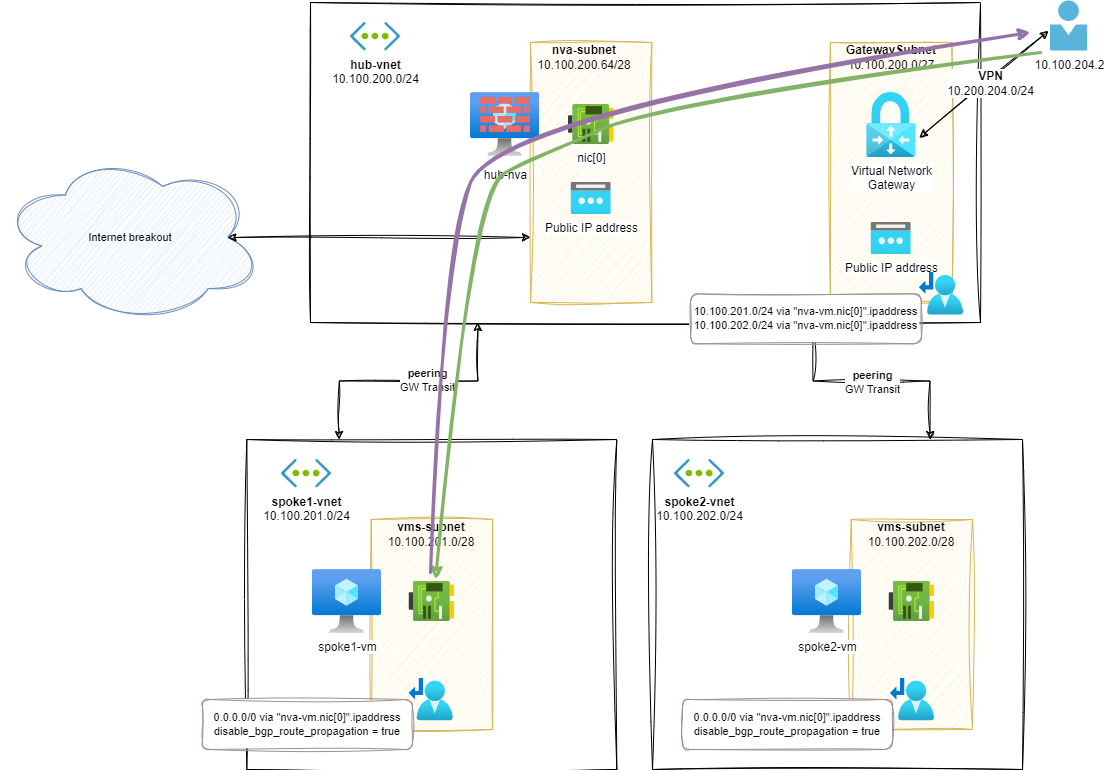 hub-vnet
10.100.200.0/24
nva-subnet
10.100.200.64/28
GatewaySubnet
10.100.200.0/27
10.100.204.2
VPN
10.200.204.0/24
hub-nva
nic[0]
Public IP address
Virtual Network
Gateway
Public IP address
Internet breakout
10.100.201.0/24 via "nva-vm.nic[0]".ipaddress
10.100.202.0/24 via "nva-vm.nic[0]".ipaddress
peering
GW Transit
peering
GW Transit
spoke1-vnet
10.100.201.0/24
vms-subnet
10.100.201.0/28
spoke1-vm
0.0.0.0/0 via "nva-vm.nic[0]".ipaddress
disable_bgp_route_propagation = true
spoke2-vnet
10.100.202.0/24
vms-subnet
10.100.202.0/28
spoke2-vm
0.0.0.0/0 via "nva-vm.nic[0]".ipaddress
disable_bgp_route_propagation = true